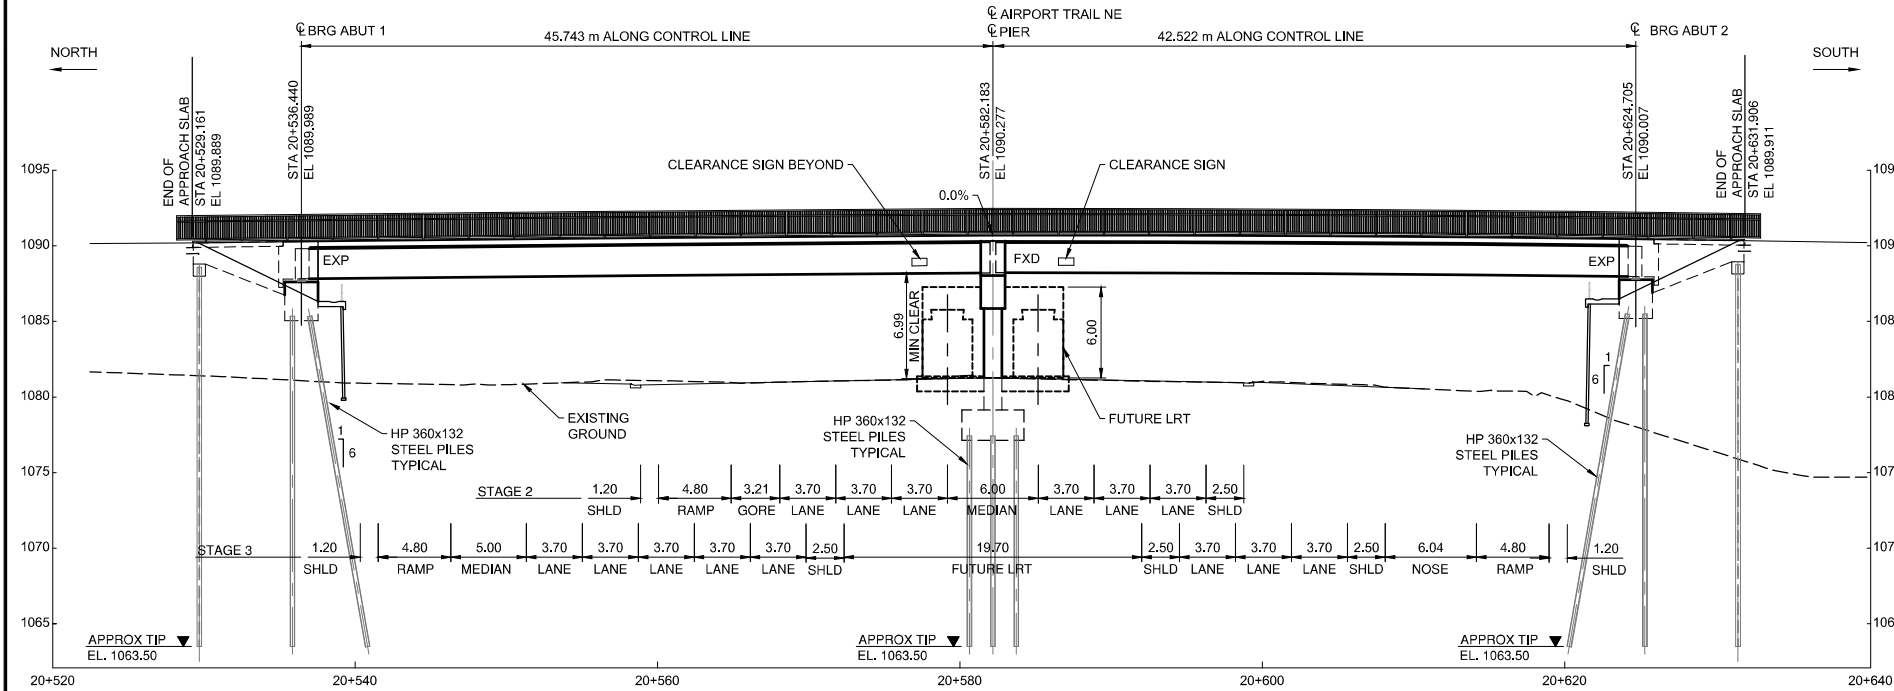 ℄ AIRPORT TRAIL NE
℄ BRG ABUT 1
℄ PIER
℄ BRG ABUT 2
45.743 m ALONG CONTROL LINE
42.522 m ALONG CONTROL LINE
NORTH
SOUTH
END OF
APPROACH SLAB
STA 20+529.161
EL 1089.889
STA 20+536.440
EL 1089.989
STA 20+582.183
EL 1090.277
STA 20+624.705
EL 1090.007
END OF
APPROACH SLAB
STA 20+631.906
EL 1089.911
CLEARANCE SIGN BEYOND
CLEARANCE SIGN
0.0%
1095
109
1090
109
EXP
FXD
EXP
1085
108
6.99
MIN CLEAR
6.00
1080
108
1
6
EXISTING
GROUND
FUTURE LRT
HP 360x132
STEEL PILES
TYPICAL
1
6
HP 360x132
STEEL PILES
TYPICAL
HP 360x132
STEEL PILES
TYPICAL
1075
107
STAGE 2 1.20 4.80 3.21 3.70 3.70 3.70 6.00 3.70 3.70 3.70 2.50
SHLD RAMP GORE LANE LANE LANE MEDIAN LANE LANE LANE SHLD
1070
107
STAGE 3 1.20 4.80 5.00 3.70 3.70 3.70 3.70 3.70 2.50 19.70 2.50 3.70 3.70 3.70 2.50 6.04 4.80 1.20
SHLD RAMP MEDIAN LANE LANE LANE LANE LANE SHLD FUTURE LRT SHLD LANE LANE LANE SHLD NOSE RAMP SHLD
1065
106
APPROX TIP
EL. 1063.50
APPROX TIP
EL. 1063.50
APPROX TIP
EL. 1063.50
20+520 20+540 20+560 20+580 20+600 20+620 20+640